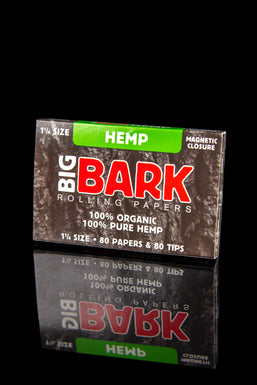 1¼ SIZE
HEMP
MAGNETIC
CLOSURE
BIG
BARK
ROLLING PAPERS
100% ORGANIC
100% PURE HEMP
1¼ SIZE • 80 PAPERS & 80 TIPS